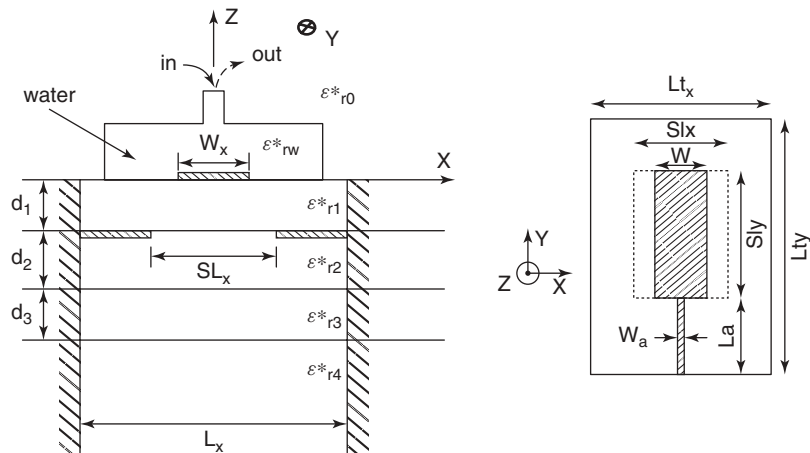 Z
Y
in
out
ε*r0
water
Wx
ε*rw
X
d1
ε*r1
d2
SLx
ε*r2
d3
ε*r3
ε*r4
Lx
Ltx
Slx
W
Sly
Lty
Y
Z
X
Wa
La